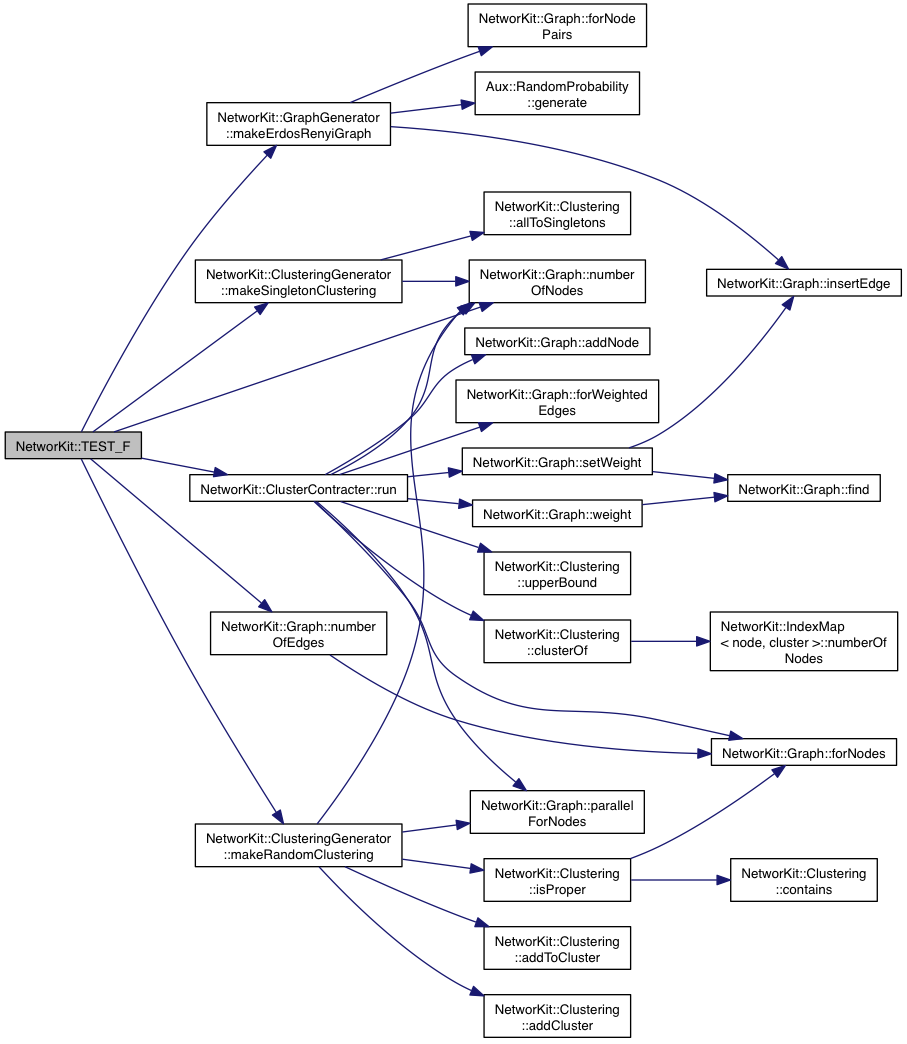 NetworKit::Graph::forNode
Pairs
Aux::RandomProbability
::generate
NetworKit::GraphGenerator
::makeErdosRenyiGraph
NetworKit::Clustering
::allToSingletons
NetworKit::ClusteringGenerator
::makeSingletonClustering
NetworKit::Graph::number
OfNodes
NetworKit::Graph::insertEdge
NetworKit::Graph::addNode
NetworKit::Graph::forWeighted
Edges
NetworKit::TEST_F
NetworKit::Graph::setWeight
NetworKit::ClusterContracter::run
NetworKit::Graph::find
NetworKit::Graph::weight
NetworKit::Clustering
::upperBound
NetworKit::Graph::number
OfEdges
NetworKit::Clustering
::clusterOf
NetworKit::IndexMap
< node, cluster >::numberOf
Nodes
NetworKit::Graph::forNodes
NetworKit::Graph::parallel
ForNodes
NetworKit::ClusteringGenerator
::makeRandomClustering
NetworKit::Clustering
::isProper
NetworKit::Clustering
::contains
NetworKit::Clustering
::addToCluster
NetworKit::Clustering
::addCluster